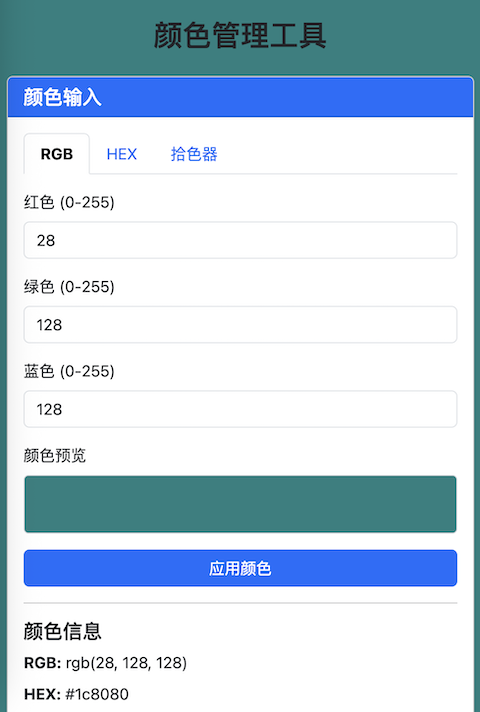 颜色管理工具
颜色输入
RGB HEX 拾色器
红色 (0-255)
28
绿色 (0-255)
128
蓝色 (0-255)
128
颜色预览
应用颜色
颜色信息
RGB: rgb(28, 128, 128)
HEX: #1c8080